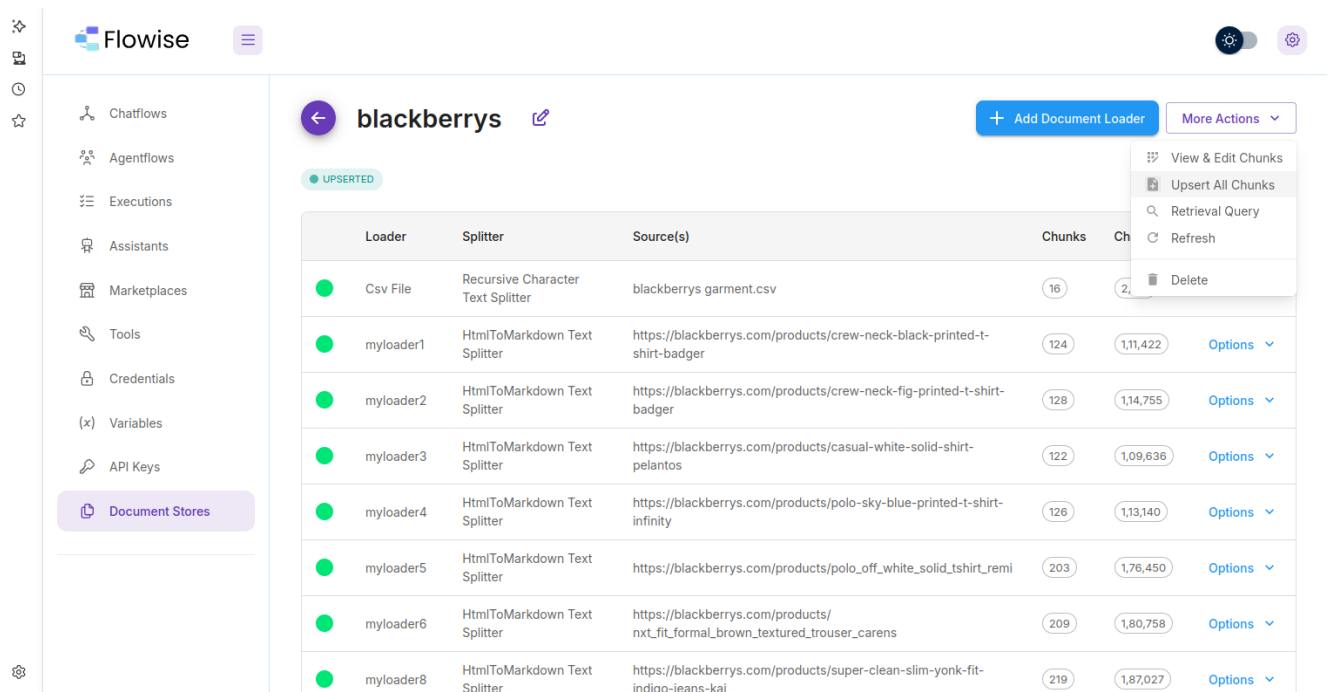 Flowise
Chatflows
Agentflows
Executions
Assistants
Marketplaces
Tools
Credentials
Variables
API Keys
Document Stores
blackberrys
Add Document Loader
More Actions
View & Edit Chunks
Upsert All Chunks
Retrieval Query
Refresh
Delete
UPSERTED
Loader Splitter Source(s) Chunks Ch
Csv File
Recursive Character
Text Splitter
blackberrys garment.csv
16
2,
myloader1
HtmlToMarkdown Text
Splitter
https://blackberrys.com/products/crew-neck-black-printed-t-
shirt-badger
124
1,11,422
Options
myloader2
HtmlToMarkdown Text
Splitter
https://blackberrys.com/products/crew-neck-fig-printed-t-shirt-
badger
128
1,14,755
Options
myloader3
HtmlToMarkdown Text
Splitter
https://blackberrys.com/products/casual-white-solid-shirt-
pelantos
122
1,09,636
Options
myloader4
HtmlToMarkdown Text
Splitter
https://blackberrys.com/products/polo-sky-blue-printed-t-shirt-
infinity
126
1,13,140
Options
myloader5
HtmlToMarkdown Text
Splitter
https://blackberrys.com/products/polo_off_white_solid_tshirt_remi
203
1,76,450
Options
myloader6
HtmlToMarkdown Text
Splitter
https://blackberrys.com/products/
nxt_fit_formal_brown_textured_trouser_carens
209
1,80,758
Options
myloader8
HtmlToMarkdown Text
Splitter
https://blackberrys.com/products/super-clean-slim-yonk-fit-
indigo-jeans-kai
219
1,87,027
Options